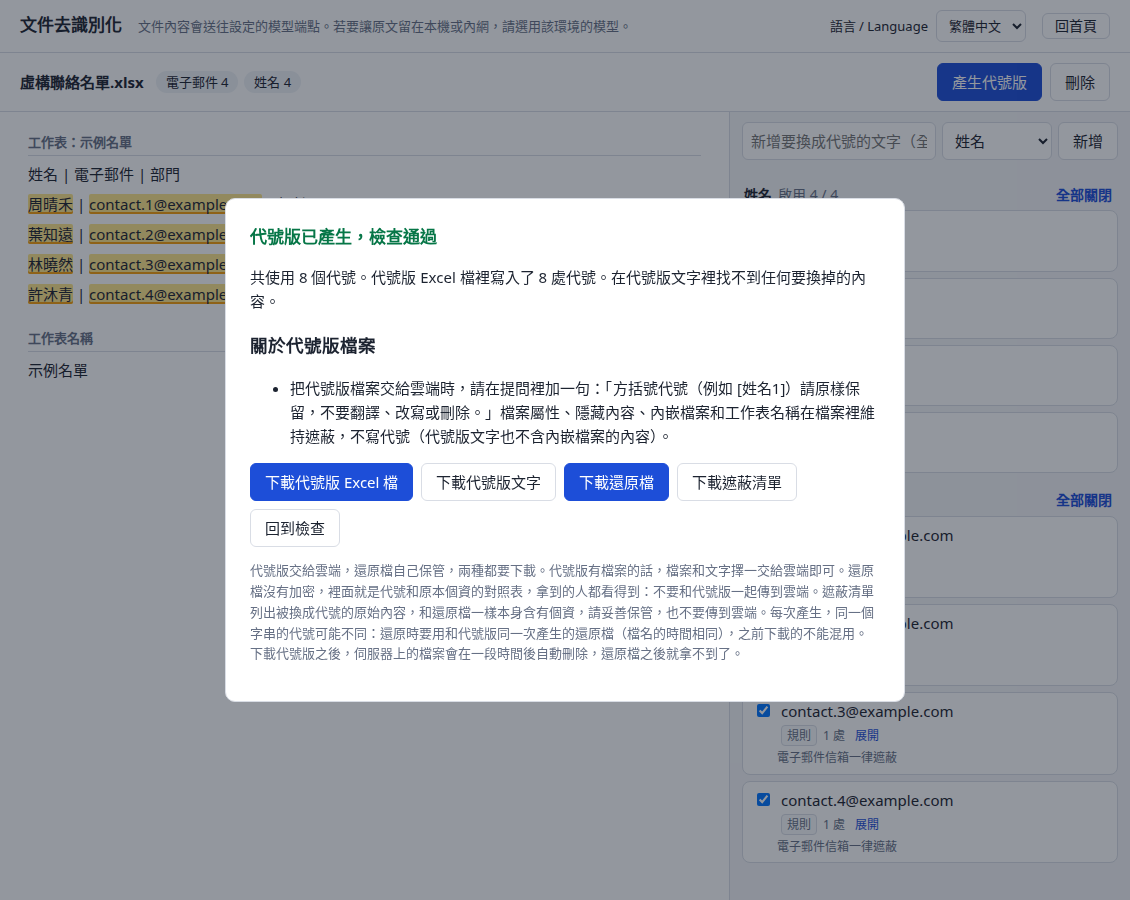 文件去識別化 文件內容會送往設定的模型端點。若要讓原文留在本機或內網，請選用該環境的模型。 語言 / Language 繁體中文 回首頁
虛構聯絡名單.xlsx 電子郵件 4 姓名 4 產生代號版 刪除
工作表：示例名單
姓名 | 電子郵件 | 部門
周晴禾 | contact.1@example
葉知遠 | contact.2@example
林曉然 | contact.3@example
許沐青 | contact.4@example
工作表名稱
示例名單
新增要換成代號的文字（全 姓名 新增
姓名 啟用 4 / 4 全部關閉
代號版已產生，檢查通過
共使用 8 個代號。代號版 Excel 檔裡寫入了 8 處代號。在代號版文字裡找不到任何要換掉的內
容。
關於代號版檔案
把代號版檔案交給雲端時，請在提問裡加一句：「方括號代號（例如 [姓名1]）請原樣保
留，不要翻譯、改寫或刪除。」檔案屬性、隱藏內容、內嵌檔案和工作表名稱在檔案裡維
持遮蔽，不寫代號（代號版文字也不含內嵌檔案的內容）。
下載代號版 Excel 檔 下載代號版文字 下載還原檔 下載遮蔽清單
回到檢查
代號版交給雲端，還原檔自己保管，兩種都要下載。代號版有檔案的話，檔案和文字擇一交給雲端即可。還原
檔沒有加密，裡面就是代號和原本個資的對照表，拿到的人都看得到：不要和代號版一起傳到雲端。遮蔽清單
列出被換成代號的原始內容，和還原檔一樣本身含有個資，請妥善保管，也不要傳到雲端。每次產生，同一個
字串的代號可能不同：還原時要用和代號版同一次產生的還原檔（檔名的時間相同），之前下載的不能混用。
下載代號版之後，伺服器上的檔案會在一段時間後自動刪除，還原檔之後就拿不到了。
全部關閉
ple.com
ple.com
contact.3@example.com
規則 1 處 展開
電子郵件信箱一律遮蔽
contact.4@example.com
規則 1 處 展開
電子郵件信箱一律遮蔽